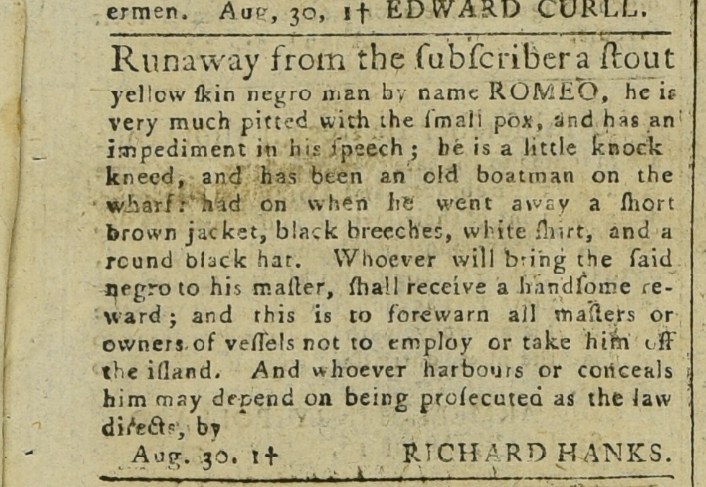 ermen. Aug, 30, 1† EDWARD CURLL.
Runaway from the ſubſcriber a ſtout
yellow ſkin negro man by name ROMEO, he is
very much pitted with the ſmall pox, and has an
impediment in his ſpeech; he is a little knock
kneed, and has been an old boatman on the
wharf: had on when he went away a ſhort
brown jacket, black breeches, white ſhirt, and a
round black hat. Whoever will bring the ſaid
negro to his maſter, ſhall receive a handſome re-
ward; and this is to forewarn all maſters or
owners of veſſels not to employ or take him off
the iſland. And whoever harbours or conceals
him may depend on being proſecuted as the law
directs, by
Aug. 30. 1† RICHARD HANKS.